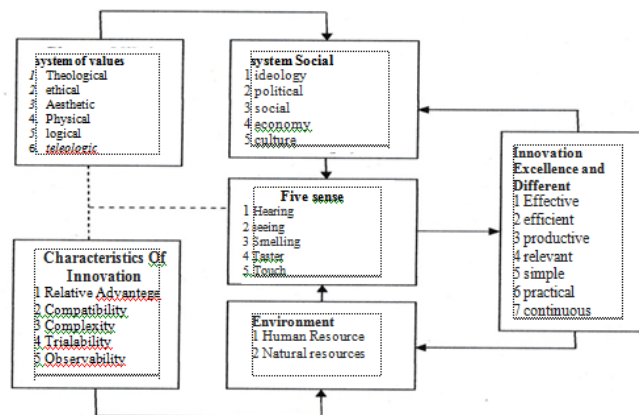 system of values
1 Theological
2 ethical
3 Aesthetic
4 Physical
5 logical
6 teleologic
system Social
1 ideology
2 political
3 social
4 economy
5 culture
Five sense
1 Hearing
2 seeing
3 Smelling
4 Taster
5 Touch
Innovation
Excellence and
Different
1 Effective
2 efficient
3 productive
4 relevant
5 simple
6 practical
7 continuous
Characteristics Of
Innovation
1 Relative Advantege
2 Compatibility
3 Complexity
4 Trialability
5 Observability
Environment
1 Human Resource
2 Natural resources